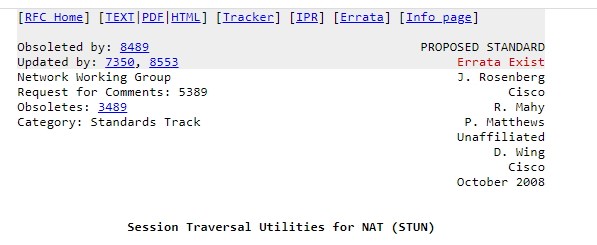 [RFC Home] [TEXT|PDF|HTML] [Tracker] [IPR] [Errata] [Info page]
Obsoleted by: 8489 PROPOSED STANDARD
Updated by: 7350, 8553 Errata Exist
Network Working Group J. Rosenberg
Request for Comments: 5389 Cisco
Obsoletes: 3489 R. Mahy
Category: Standards Track P. Matthews
Unaffiliated
D. Wing
Cisco
October 2008
Session Traversal Utilities for NAT (STUN)